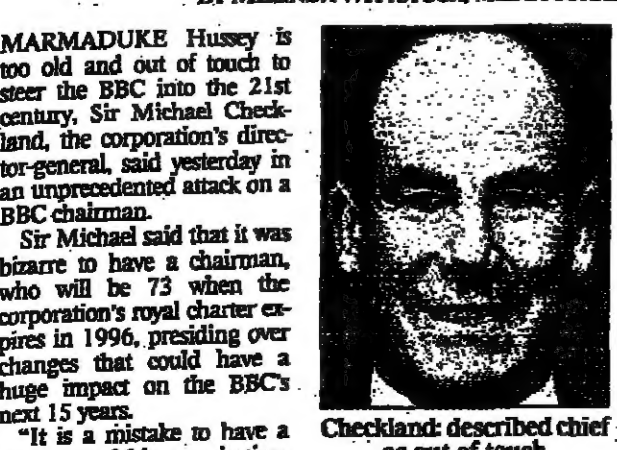 MARMADUKE Hussey is
too old and out of touch to
steer the BBC into the 21st
century, Sir Michael Check-
land, the corporation's direc-
tor-general, said yesterday in
an unprecedented attack on a
BBC chairman.
Sir Michael said that it was
bizarre to have a chairman,
who will be 73 when the
corporation's royal charter ex-
pires in 1996, presiding over
changes that could have a
huge impact on the BBC's
next 15 years.
"It is a mistake to have a
Checkland: described chief
as out of touch